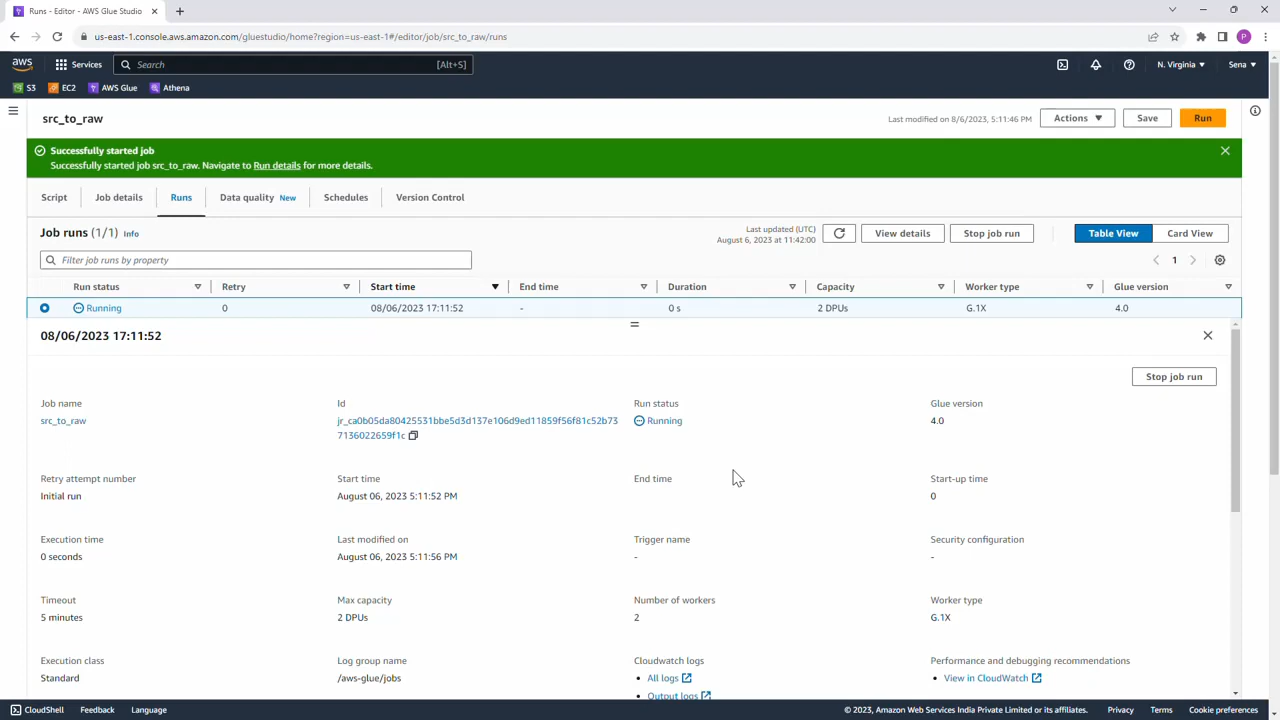 Runs - Editor - AWS Glue Studio
us-east-1.console.aws.amazon.com/gluestudio/home?region=us-east-1#/editor/job/src_to_raw/runs
P
aws
Services
Search
[Alt+S]
N. Virginia
Sena
S3
EC2
AWS Glue
Athena
src_to_raw
Last modified on 8/6/2023, 5:11:46 PM
Actions
Save
Run
Successfully started job
Successfully started job src_to_raw. Navigate to Run details for more details.
Script
Job details
Runs
Data quality New
Schedules
Version Control
Job runs (1/1) Info
Last updated (UTC)
August 6, 2023 at 11:42:00
View details
Stop job run
Table View
Card View
Filter job runs by property
1
Run status
Retry
Start time
End time
Duration
Capacity
Worker type
Glue version
Running
0
08/06/2023 17:11:52
-
0 s
2 DPUs
G.1X
4.0
08/06/2023 17:11:52
Stop job run
Job name
Id
Run status
Glue version
src_to_raw
jr_ca0b05da80425531bbe5d3d137e106d9ed11859f56f81c52b73
7136022659f1c
Running
4.0
Retry attempt number
Start time
End time
Start-up time
Initial run
August 06, 2023 5:11:52 PM
0
Execution time
Last modified on
Trigger name
Security configuration
0 seconds
August 06, 2023 5:11:56 PM
-
-
Timeout
Max capacity
Number of workers
Worker type
5 minutes
2 DPUs
2
G.1X
Execution class
Log group name
Cloudwatch logs
Performance and debugging recommendations
Standard
/aws-glue/jobs
• All logs
• View in CloudWatch
• Output logs
CloudShell
Feedback
Language
© 2023, Amazon Web Services India Private Limited or its affiliates.
Privacy
Terms
Cookie preferences